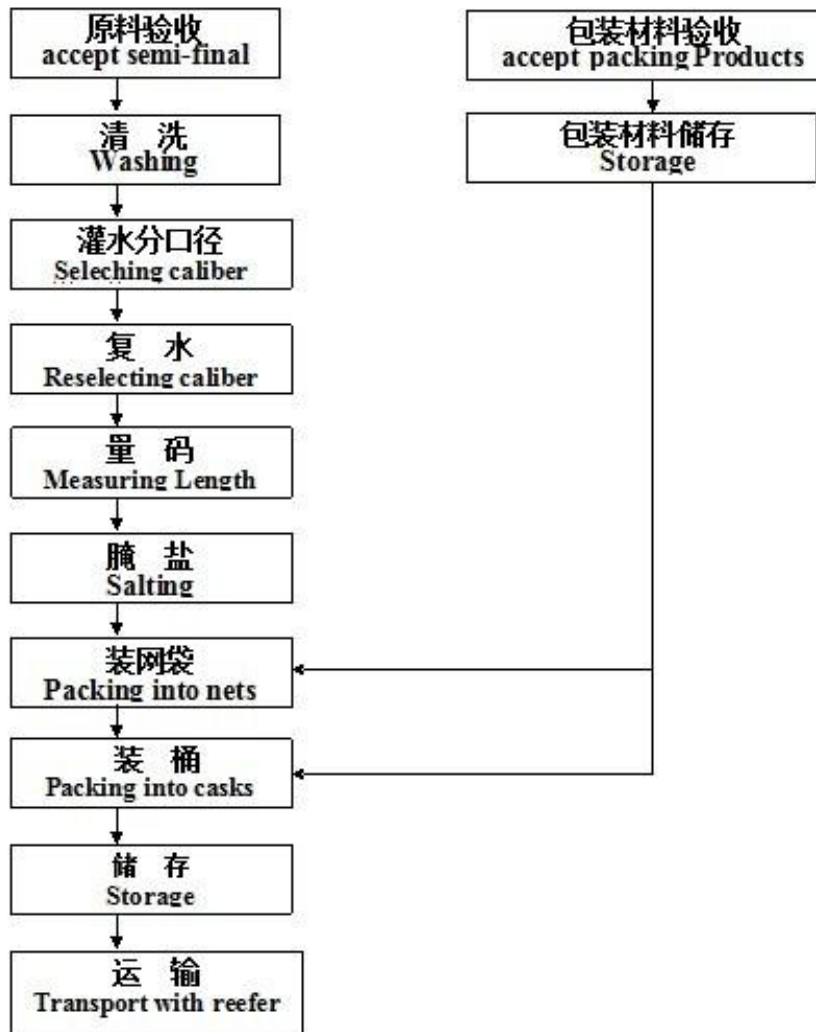 原料验收
accept semi-final
清 洗
Washing
灌水分口径
Seleching caliber
复 水
Reselecting caliber
量 码
Measuring Length
腌 盐
Salting
装网袋
Packing into nets
装 桶
Packing into casks
储 存
Storage
运 输
Transport with reefer
包装材料验收
accept packing Products
包装材料储存
Storage